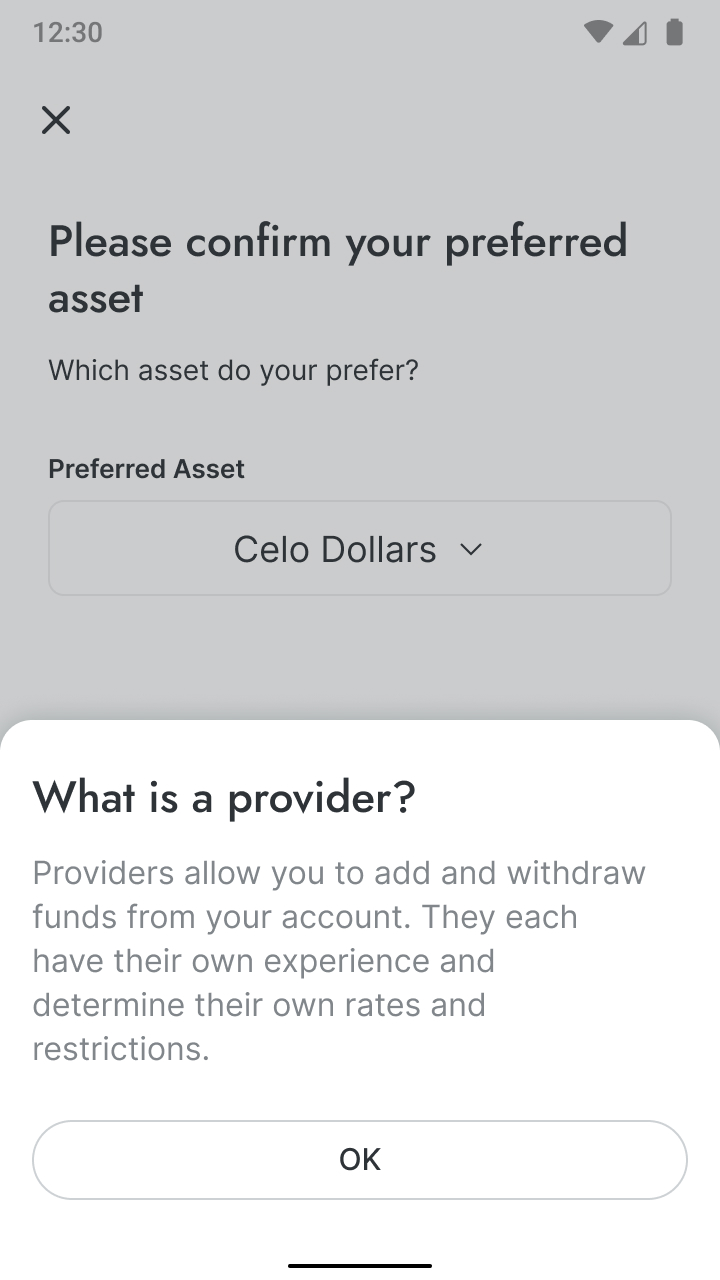 12:30
Please confirm your preferred
asset
Which asset do your prefer?
Preferred Asset
Celo Dollars
What is a provider?
Providers allow you to add and withdraw
funds from your account. They each
have their own experience and
determine their own rates and
restrictions.
OK